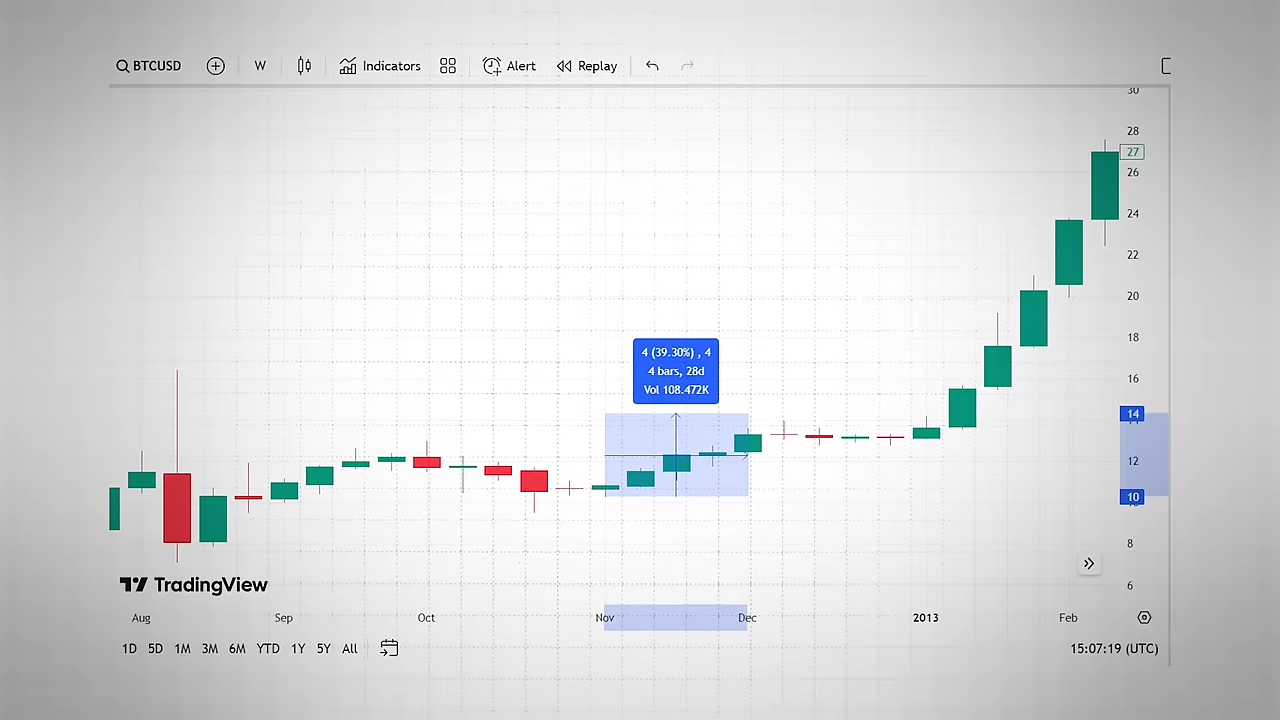 BTCUSD W Indicators Alert Replay
30
28
27
26
24
22
20
18
4 (39.30%) , 4
4 bars, 28d
Vol 108.472K
16
14
12
10
8
6
TradingView
Aug Sep Oct Nov Dec 2013 Feb
1D 5D 1M 3M 6M YTD 1Y 5Y All 15:07:19 (UTC)